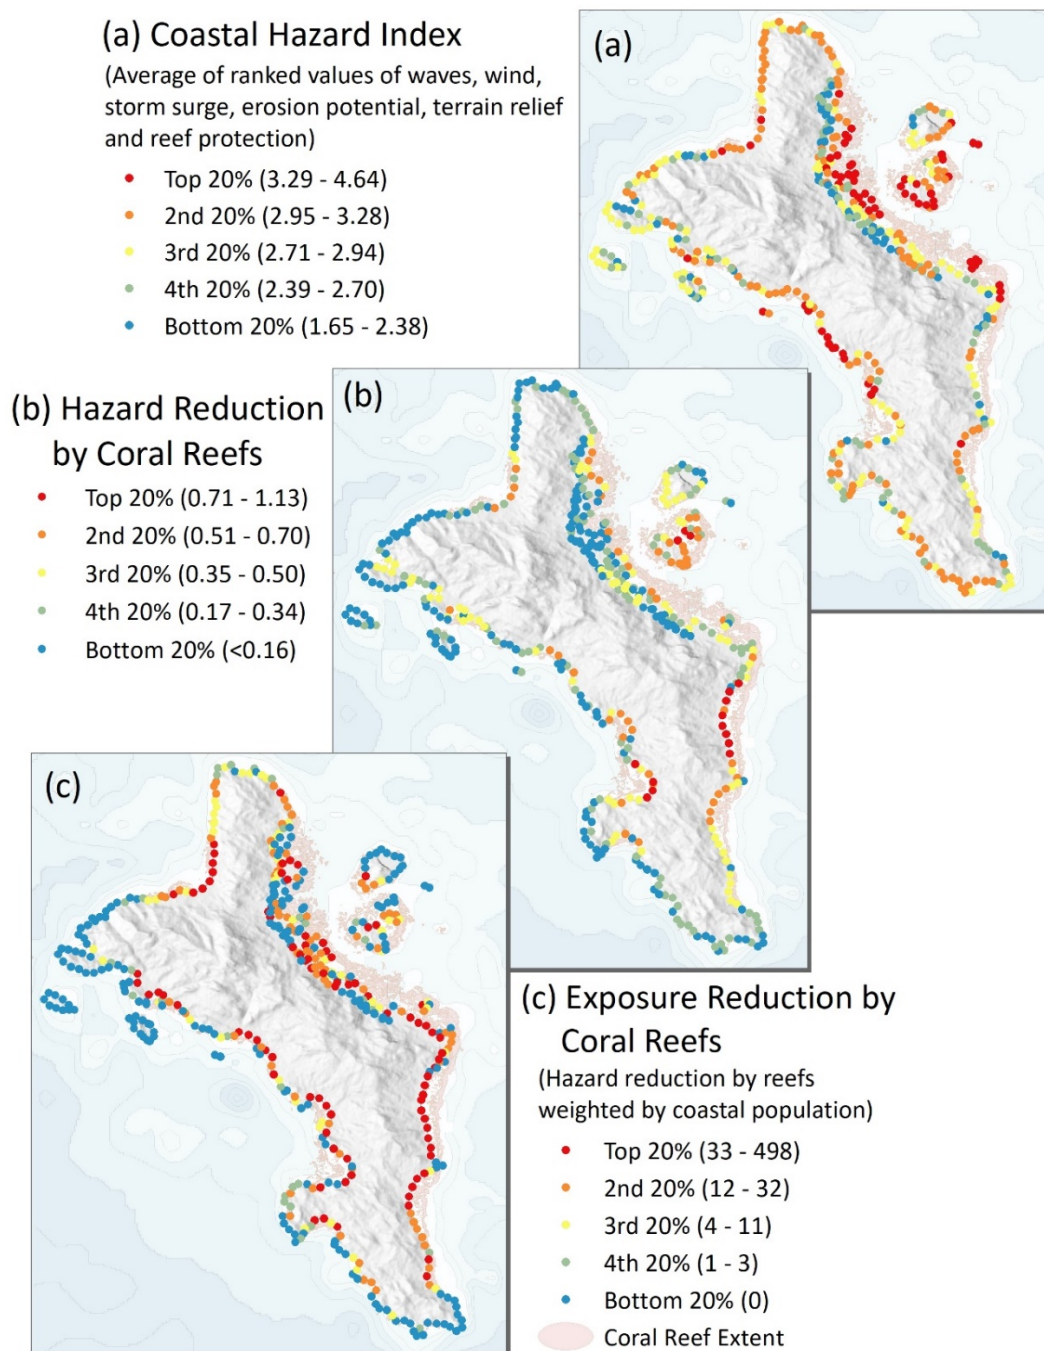 (a) Coastal Hazard Index
(Average of ranked values of waves, wind,
storm surge, erosion potential, terrain relief
and reef protection)
Top 20% (3.29 - 4.64)
2nd 20% (2.95 - 3.28)
3rd 20% (2.71 - 2.94)
4th 20% (2.39 - 2.70)
Bottom 20% (1.65 - 2.38)
(a)
(b) Hazard Reduction
by Coral Reefs
Top 20% (0.71 - 1.13)
2nd 20% (0.51 - 0.70)
3rd 20% (0.35 - 0.50)
4th 20% (0.17 - 0.34)
Bottom 20% (<0.16)
(b)
(c)
(c) Exposure Reduction by
Coral Reefs
(Hazard reduction by reefs
weighted by coastal population)
Top 20% (33 - 498)
2nd 20% (12 - 32)
3rd 20% (4 - 11)
4th 20% (1 - 3)
Bottom 20% (0)
Coral Reef Extent